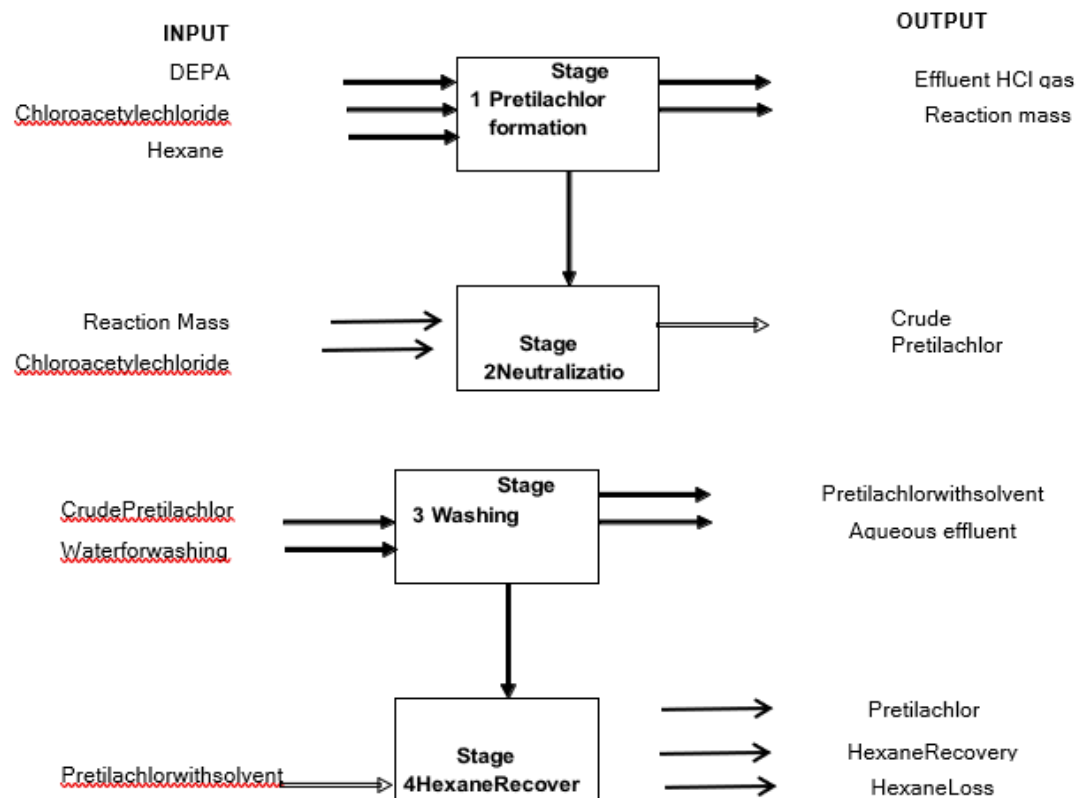 INPUT
OUTPUT
DEPA
Chloroacetylechloride
Hexane
Stage
1 Pretilachlor
formation
Effluent HCl gas
Reaction mass
Reaction Mass
Chloroacetylechloride
Stage
2Neutralizatio
Crude
Pretilachlor
CrudePretilachlor
Waterforwashing
Stage
3 Washing
Pretilachlorwithsolvent
Aqueous effluent
Pretilachlorwithsolvent
Stage
4HexaneRecover
Pretilachlor
HexaneRecovery
HexaneLoss